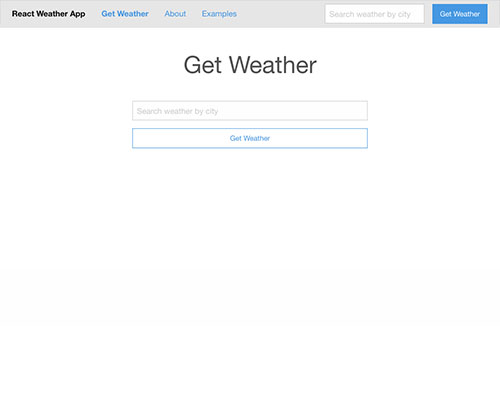 React Weather App Get Weather About Examples Search weather by city Get Weather
Get Weather
Search weather by city
Get Weather